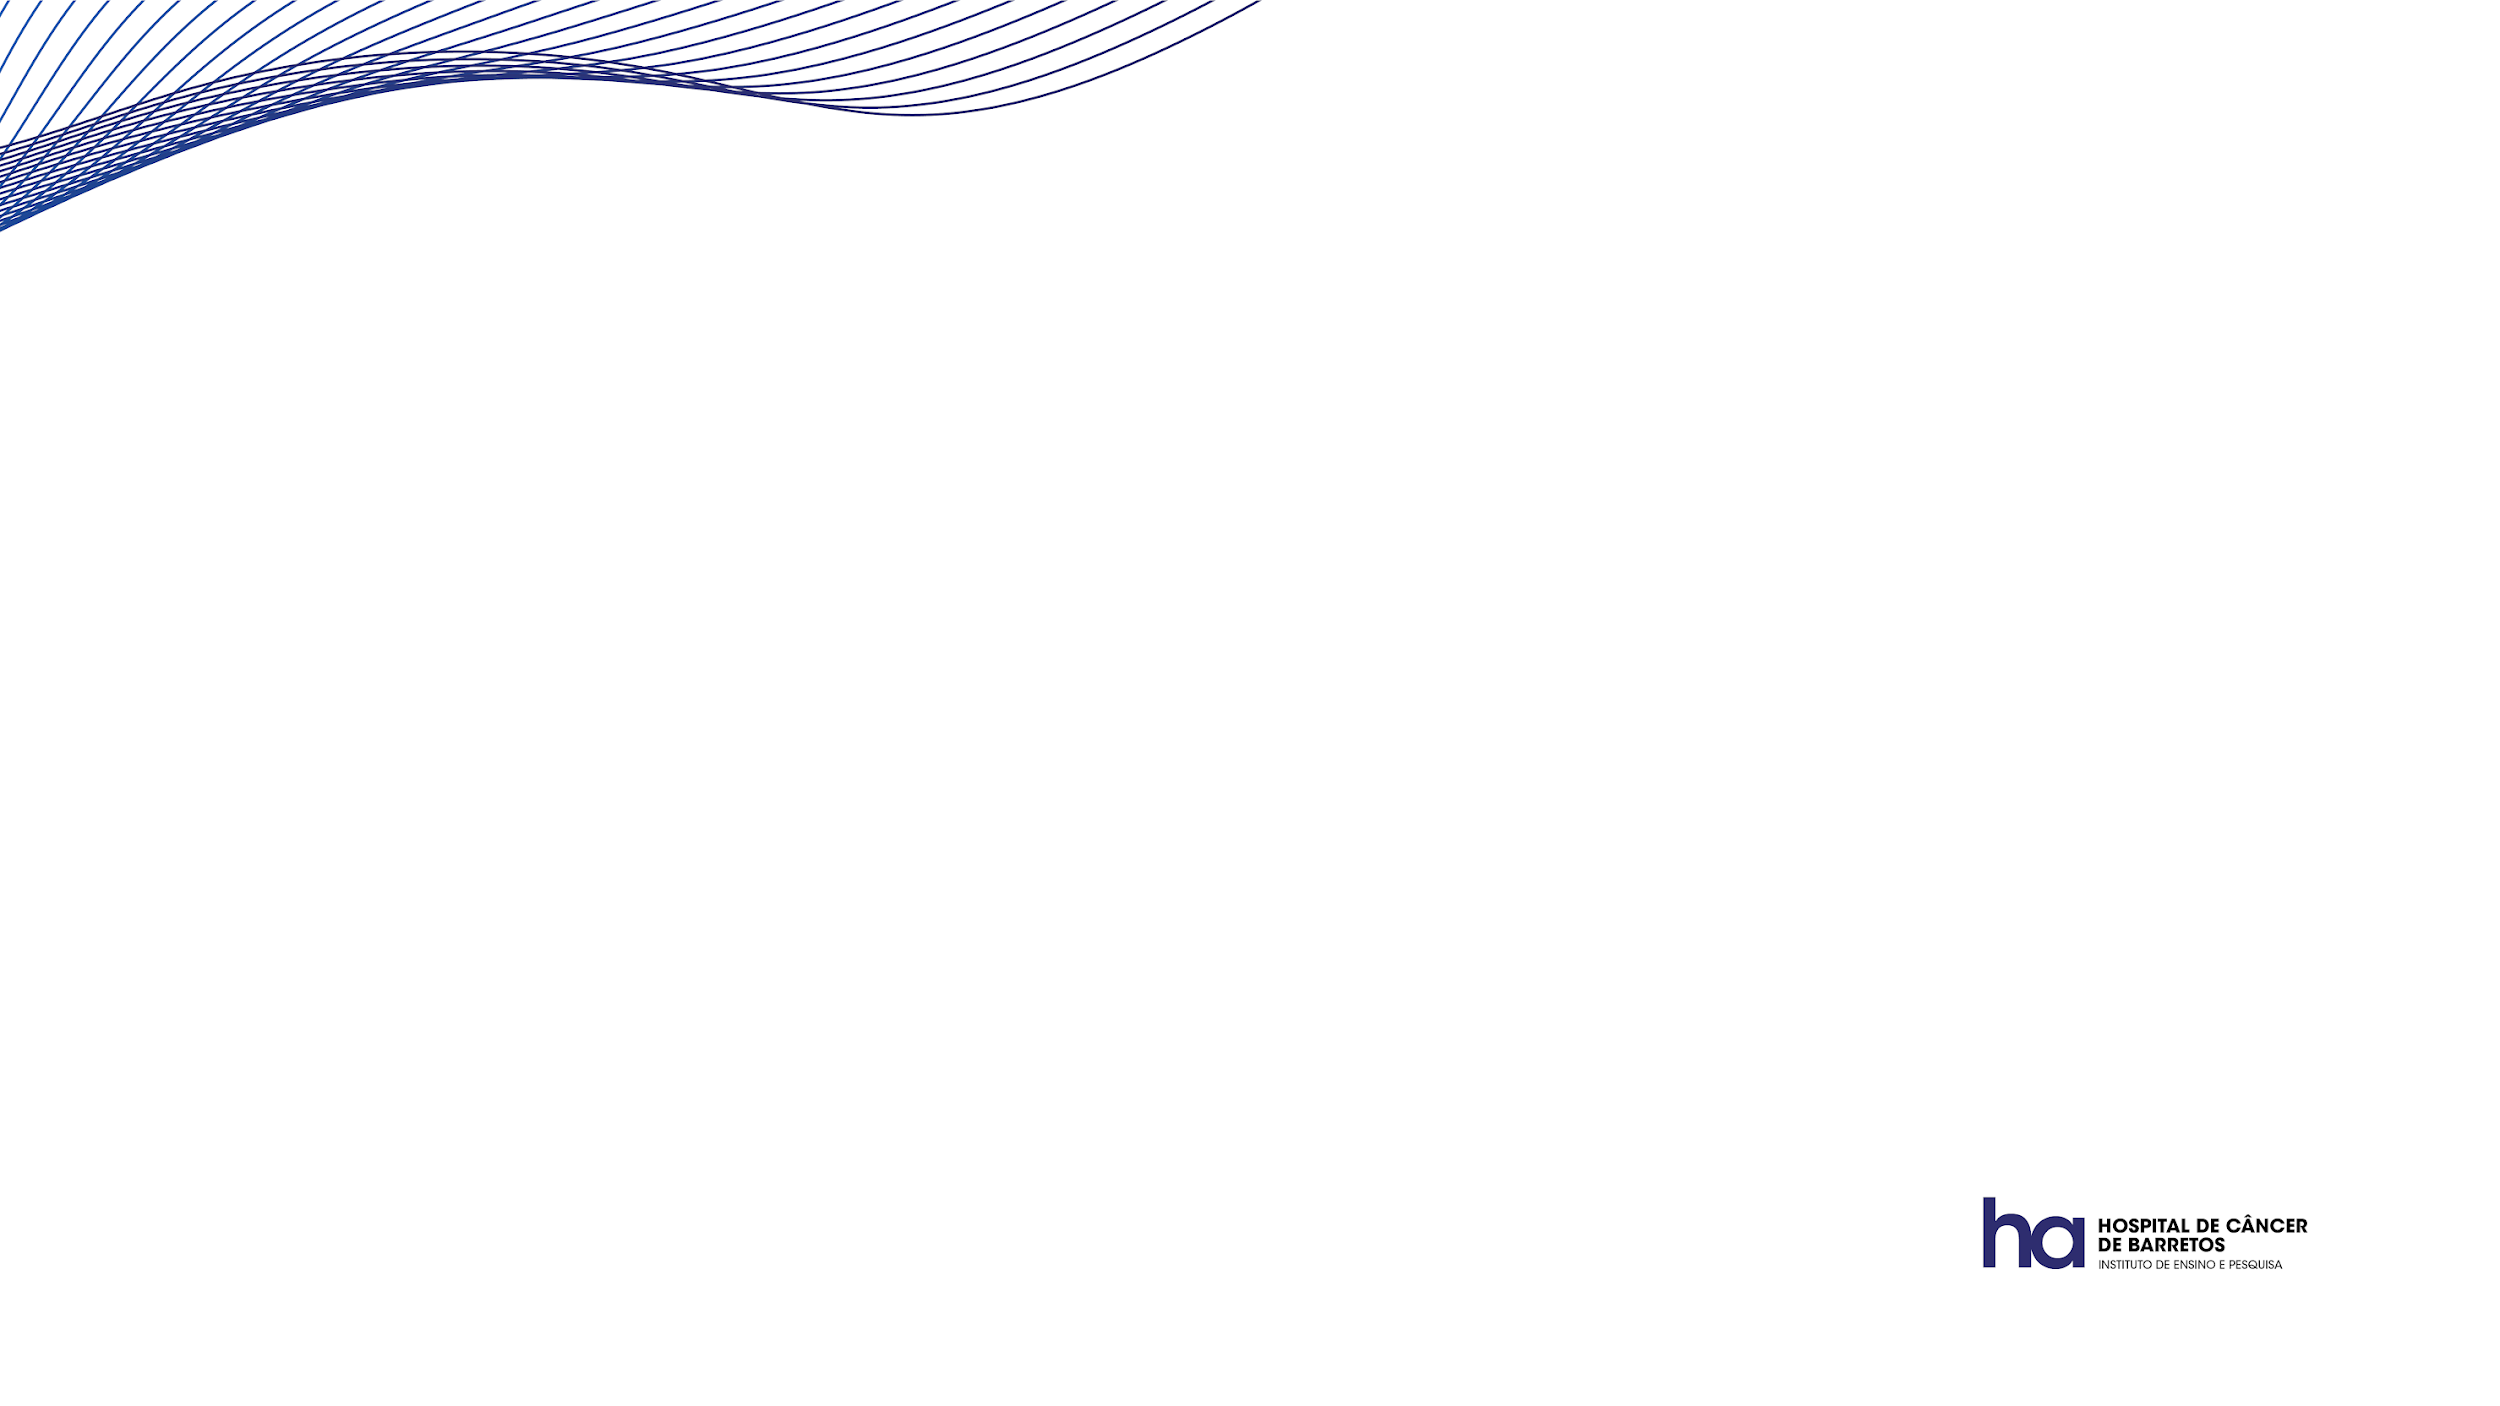 ha
HOSPITAL DE CÂNCER
DE BARRETOS
INSTITUTO DE ENSINO E PESQUISA